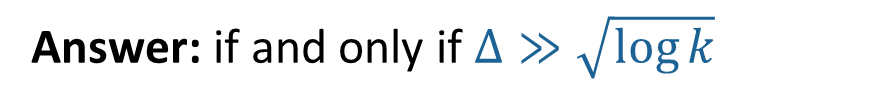 Answer: if and only if Δ ≫ √log k